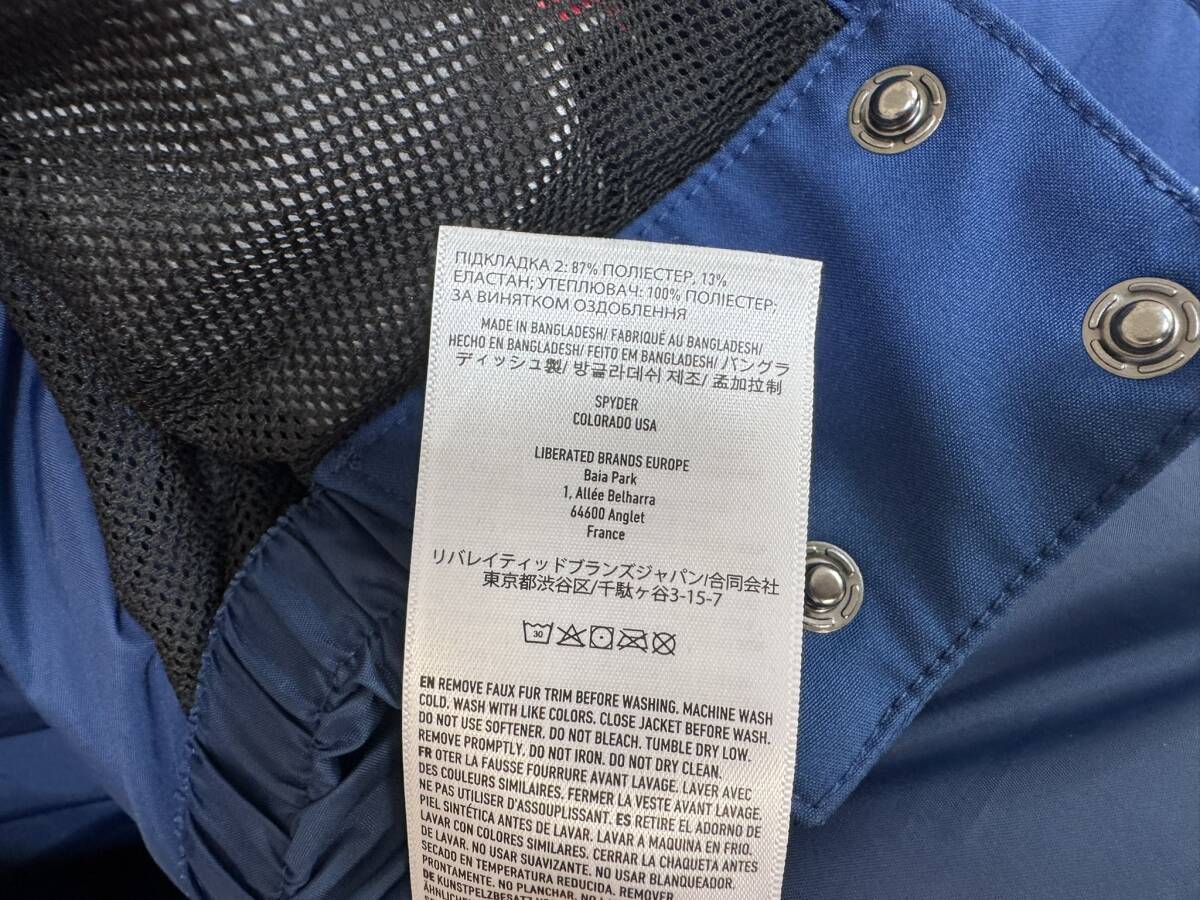 ПІДКЛАДКА 2: 87% ПОЛІЕСТЕР, 13%
ЕЛАСТАН; УТЕПЛЮВАЧ: 100% ПОЛІЕСТЕР;
ЗА ВИНЯТКОМ ОЗДОБЛЕННЯ
MADE IN BANGLADESH/ FABRIQUÉ AU BANGLADESH/
HECHO EN BANGLADESH/ FEITO EM BANGLADESH/ バングラ
ディッシュ製/ 방글라데쉬 제조/ 孟加拉制
SPYDER
COLORADO USA
LIBERATED BRANDS EUROPE
Baia Park
1, Allée Belharra
64600 Anglet
France
リバレイティッドブランズジャパン/合同会社
東京都渋谷区/千駄ヶ谷3-15-7
30
EN REMOVE FAUX FUR TRIM BEFORE WASHING. MACHINE WASH
COLD. WASH WITH LIKE COLORS. CLOSE JACKET BEFORE WASH.
DO NOT USE SOFTENER. DO NOT BLEACH. TUMBLE DRY LOW.
REMOVE PROMPTLY. DO NOT IRON. DO NOT DRY CLEAN.
FR OTER LA FAUSSE FOURRURE AVANT LAVAGE. LAVER AVEC
DES COULEURS SIMILAIRES. FERMER LA VESTE AVANT LAVAGE.
NE PAS UTILISER D'ASSOUPLISSANT. ES RETIRE EL ADORNO DE
PIEL SINTÉTICA ANTES DE LAVAR. LAVAR A MAQUINA EN FRIO.
LAVAR CON COLORES SIMILARES. CERRAR LA CHAQUETA ANTES
DE LAVAR. NO USAR SUAVIZANTE. NO USAR BLANQUEADOR.
SECADO EN TEMPERATURA REDUCIDA. REMOVER
PRONTAMENTE. NO PLANCHAR. NO
DE KUNSTPELZBESATZ